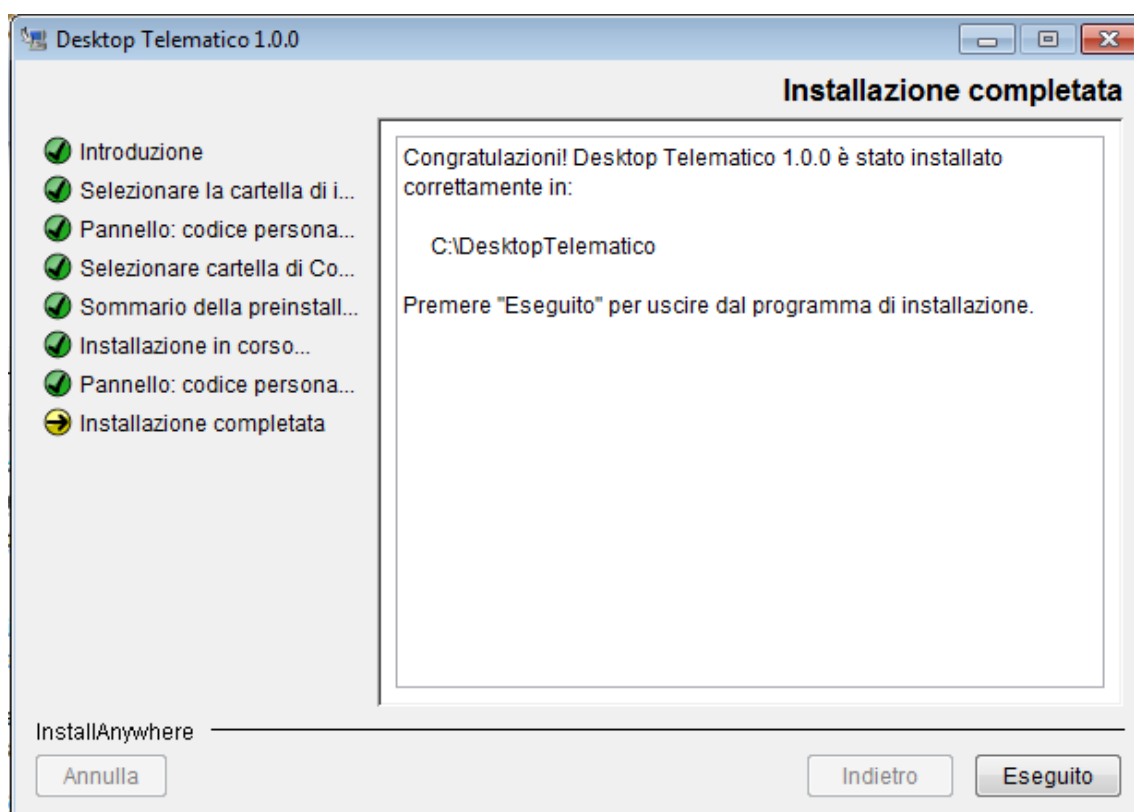 Desktop Telematico 1.0.0
Installazione completata
Introduzione
Selezionare la cartella di i...
Pannello: codice persona...
Selezionare cartella di Co...
Sommario della preinstall...
Installazione in corso...
Pannello: codice persona...
Installazione completata
Congratulazioni! Desktop Telematico 1.0.0 è stato installato
correttamente in:
C:\DesktopTelematico
Premere "Eseguito" per uscire dal programma di installazione.
InstallAnywhere
Annulla
Indietro
Eseguito